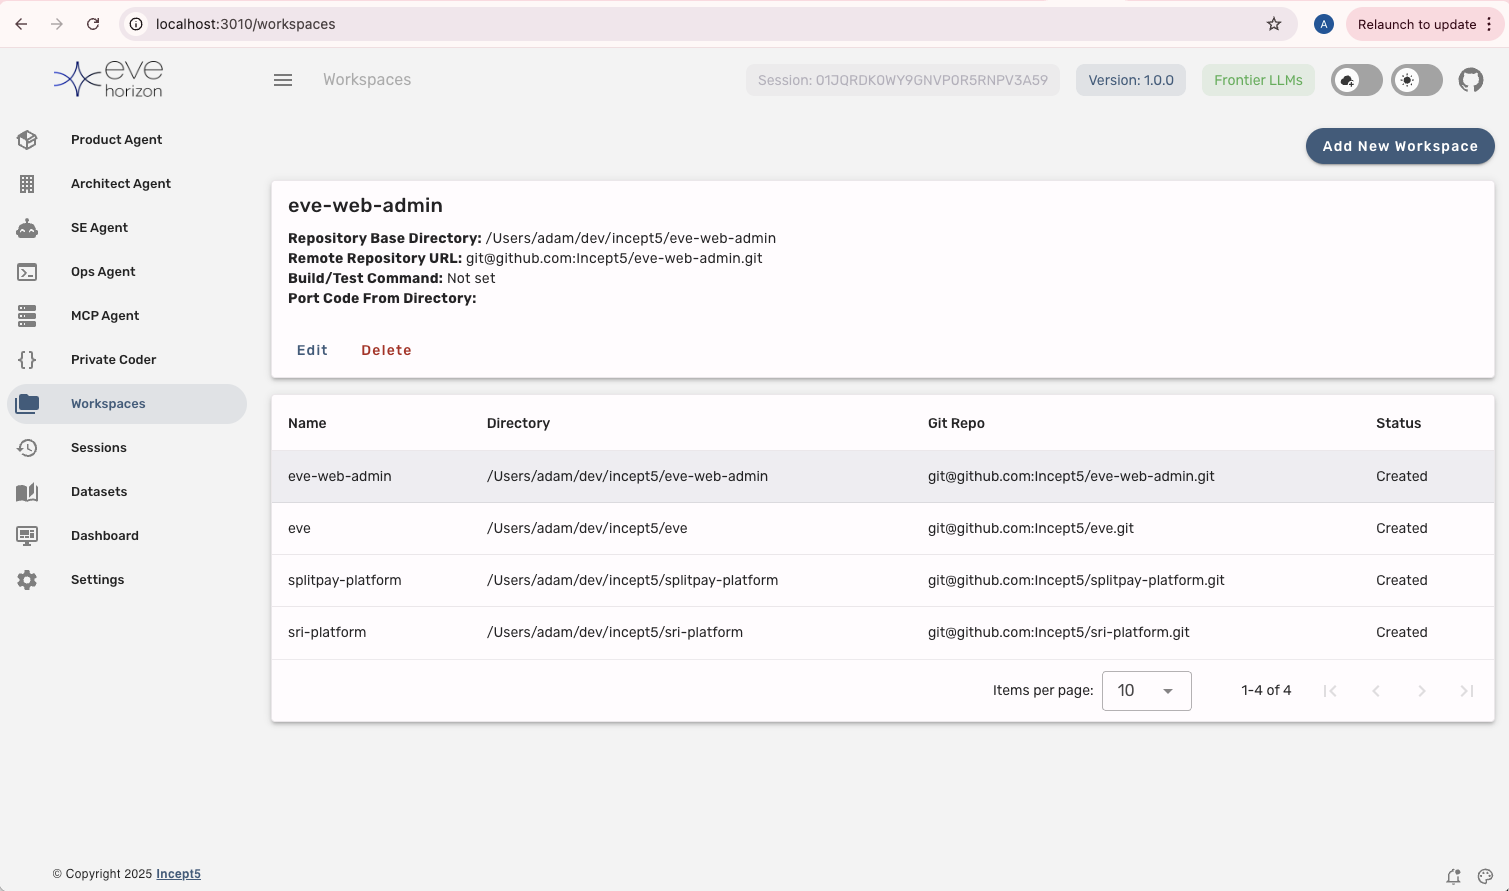 localhost:3010/workspaces
A
Relaunch to update
eve
horizon
Workspaces
Session: 01JQRDK0WY9GNVP0R5RNPV3A59
Version: 1.0.0
Frontier LLMs
Product Agent
Architect Agent
SE Agent
Ops Agent
MCP Agent
Private Coder
Workspaces
Sessions
Datasets
Dashboard
Settings
Add New Workspace
eve-web-admin
Repository Base Directory: /Users/adam/dev/incept5/eve-web-admin
Remote Repository URL: git@github.com:Incept5/eve-web-admin.git
Build/Test Command: Not set
Port Code From Directory:
Edit Delete
Name Directory Git Repo Status
eve-web-admin /Users/adam/dev/incept5/eve-web-admin git@github.com:Incept5/eve-web-admin.git Created
eve /Users/adam/dev/incept5/eve git@github.com:Incept5/eve.git Created
splitpay-platform /Users/adam/dev/incept5/splitpay-platform git@github.com:Incept5/splitpay-platform.git Created
sri-platform /Users/adam/dev/incept5/sri-platform git@github.com:Incept5/sri-platform.git Created
Items per page: 10 1-4 of 4
© Copyright 2025 Incept5